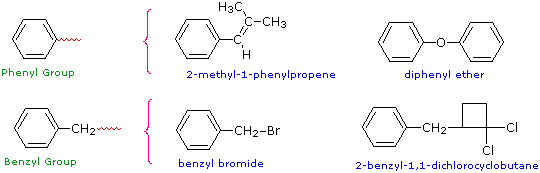 H₃C
CH₃
C
C
H
O
Phenyl Group
2-methyl-1-phenylpropene
diphenyl ether
CH₂
CH₂–Br
CH₂
Cl
Cl
Benzyl Group
benzyl bromide
2-benzyl-1,1-dichlorocyclobutane